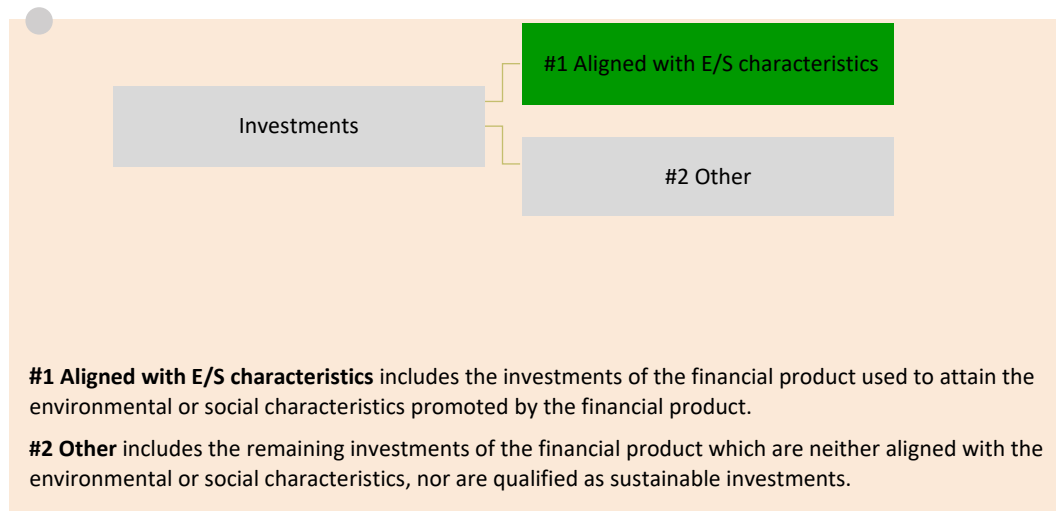 #1 Aligned with E/S characteristics
Investments
#2 Other
#1 Aligned with E/S characteristics includes the investments of the financial product used to attain the
environmental or social characteristics promoted by the financial product.
#2 Other includes the remaining investments of the financial product which are neither aligned with the
environmental or social characteristics, nor are qualified as sustainable investments.